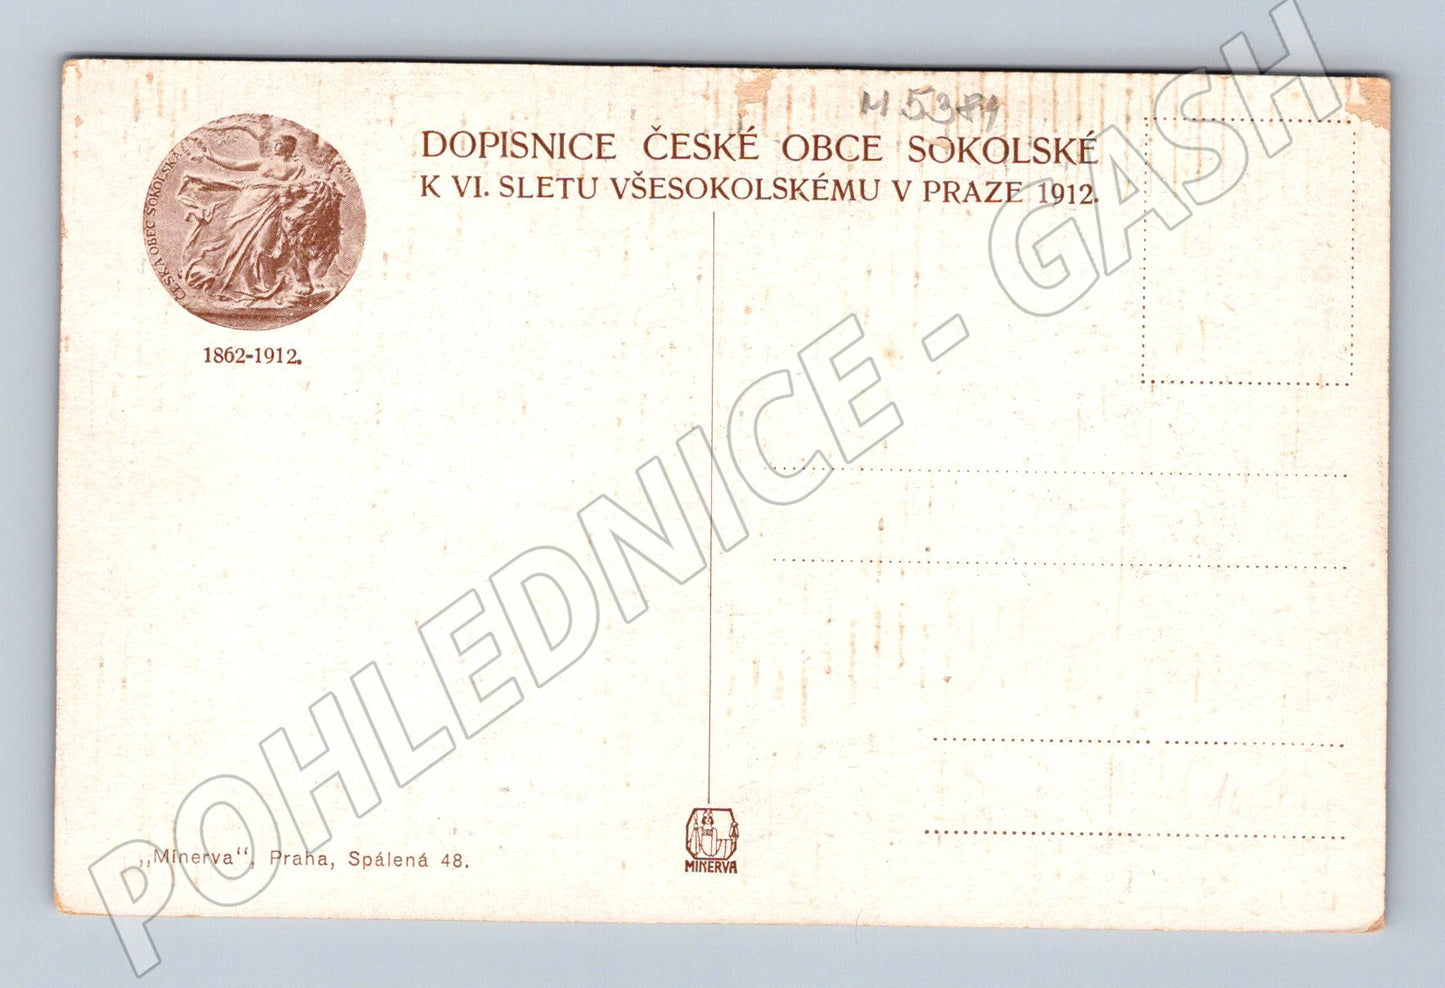 M 5389
DOPISNICE ČESKÉ OBCE SOKOLSKÉ
K VI. SLETU VŠESOKOLSKÉMU V PRAZE 1912.
ČESKÁ OBEC SOKOLSKÁ
1862-1912.
POHLEDNICE - GASH
MINERVA
„Minerva“, Praha, Spálená 48.